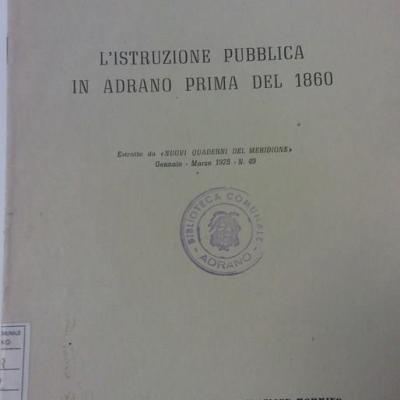 L'ISTRUZIONE PUBBLICA
IN ADRANO PRIMA DEL 1860
Estratto da «NUOVI QUADERNI DEL MERIDIONE»
Gennaio - Marzo 1975 - N. 49
BIBLIOTECA COMUNALE
ADRANO